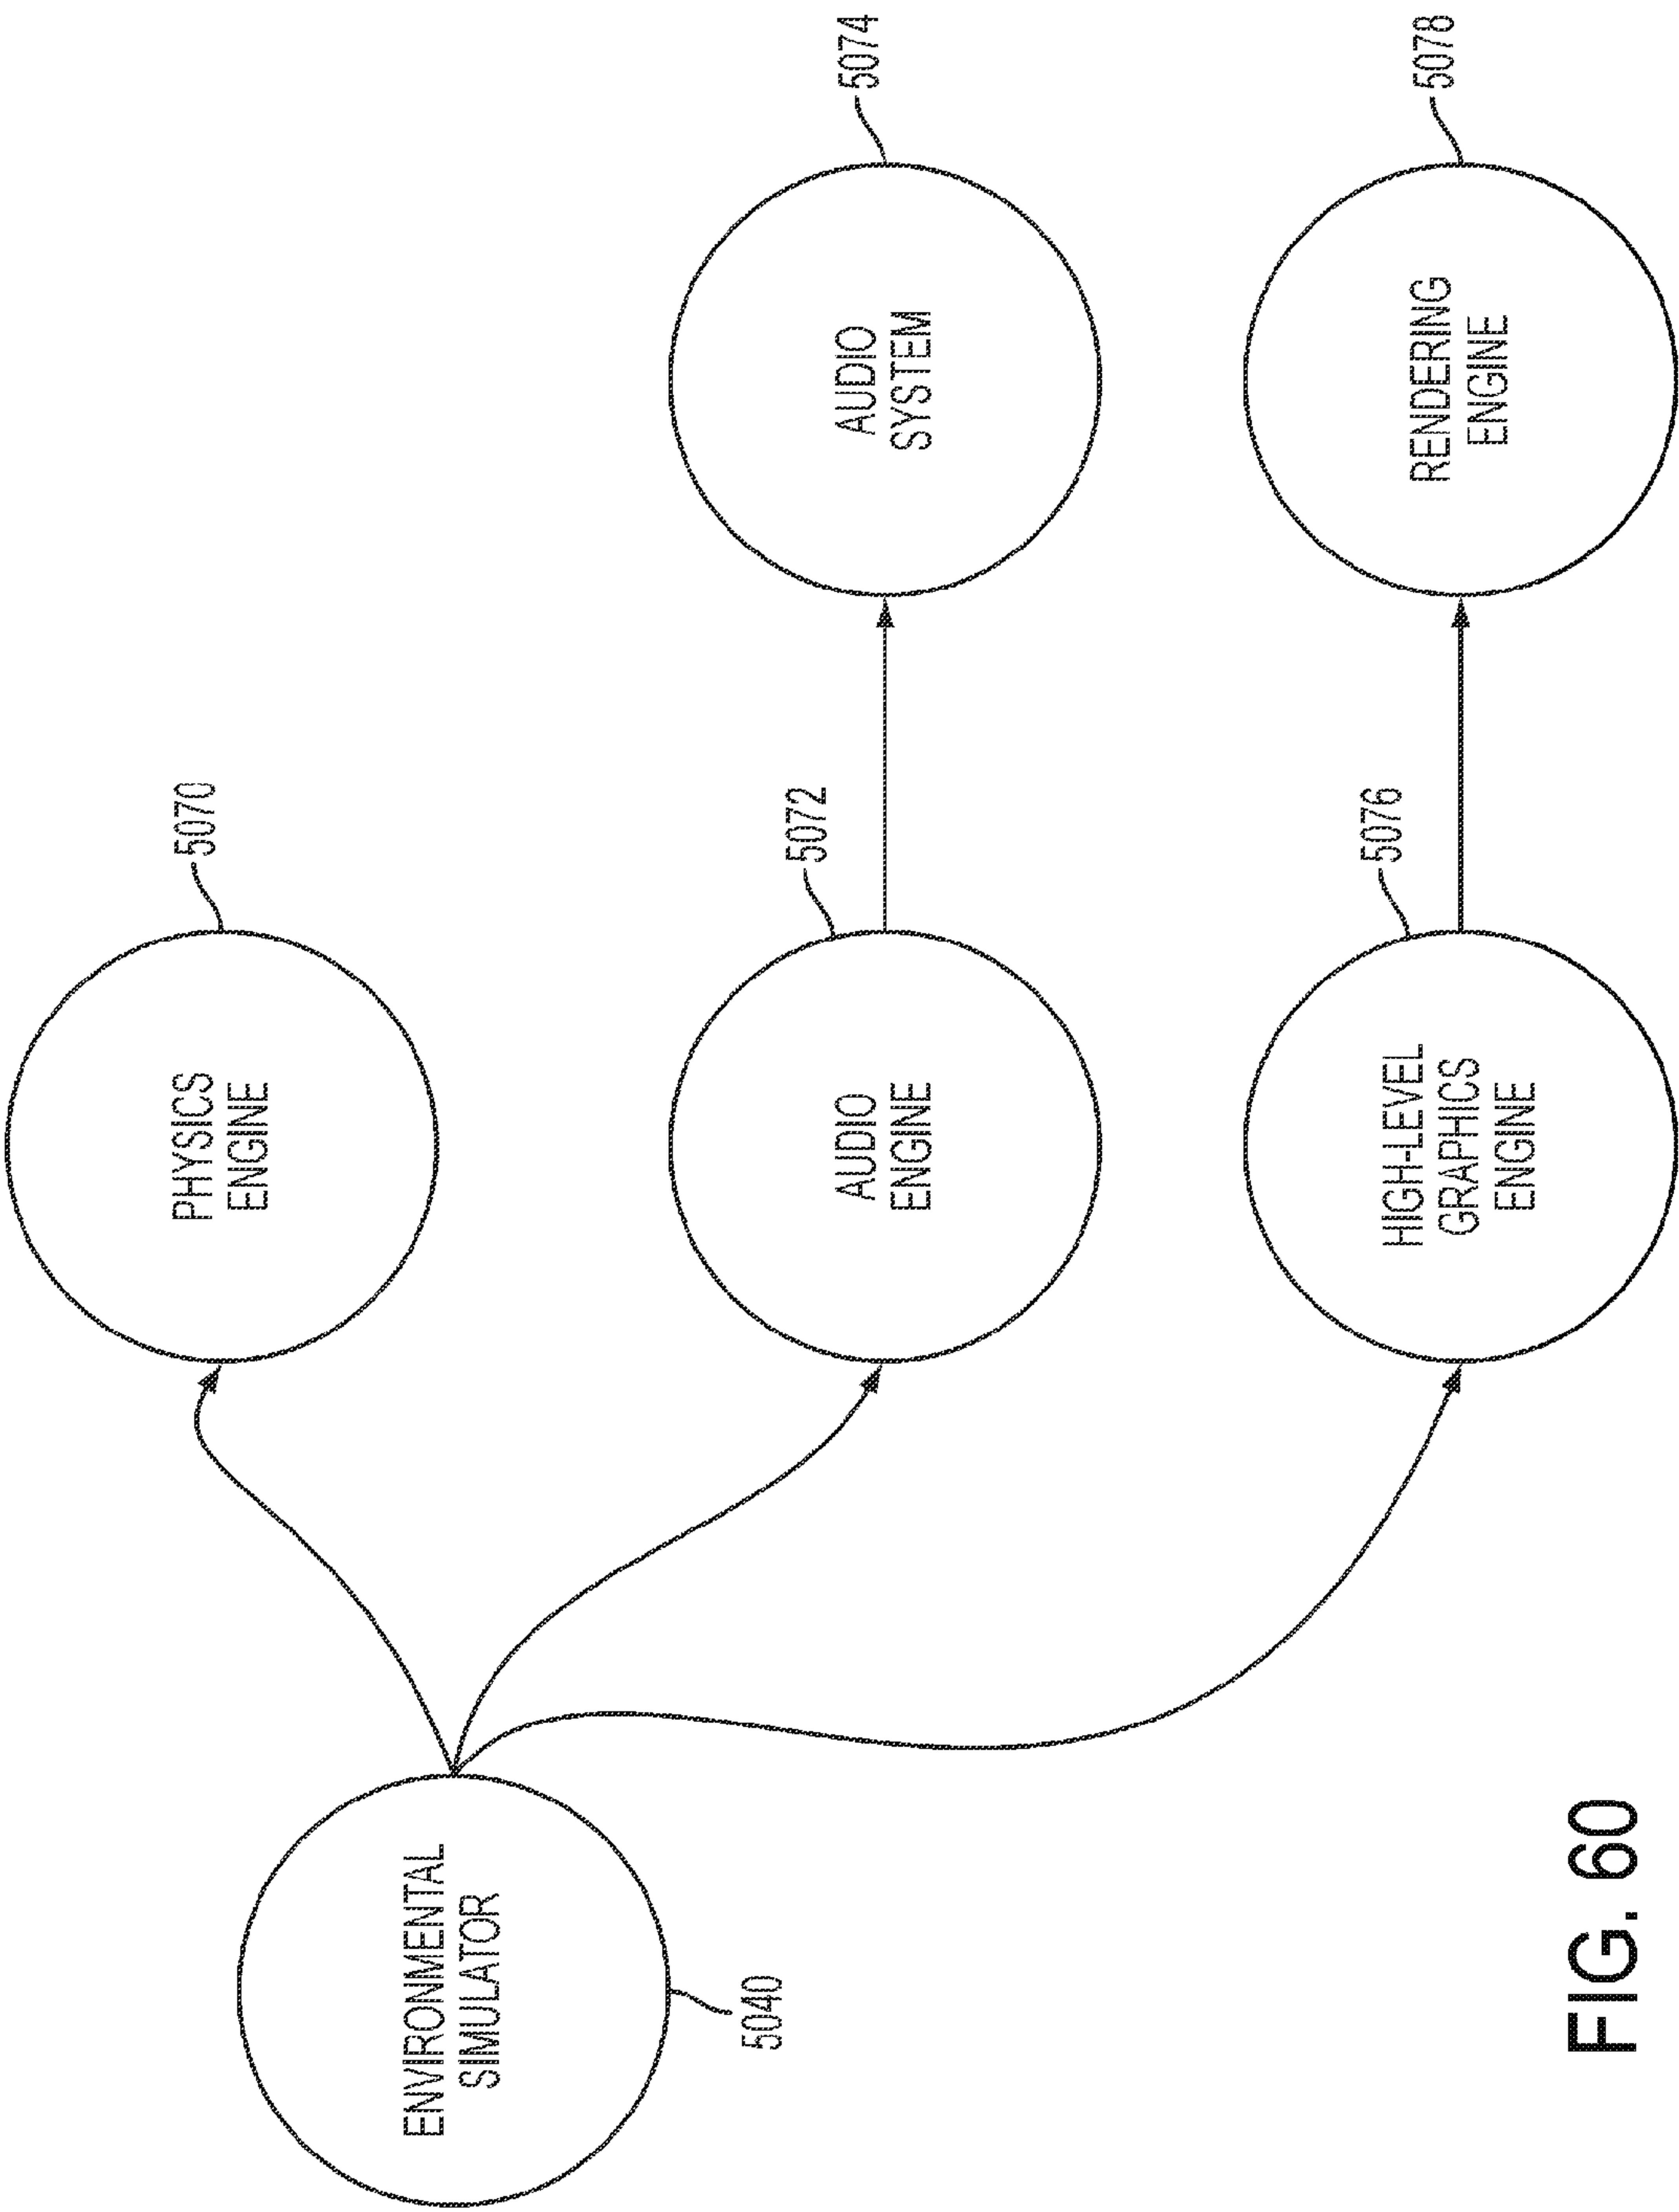 5070
PHYSICS
ENGINE
ENVIRONMENTAL
SIMULATOR
5040
5072
AUDIO
ENGINE
5074
AUDIO
SYSTEM
5076
HIGH-LEVEL
GRAPHICS
ENGINE
5078
RENDERING
ENGINE
FIG. 60